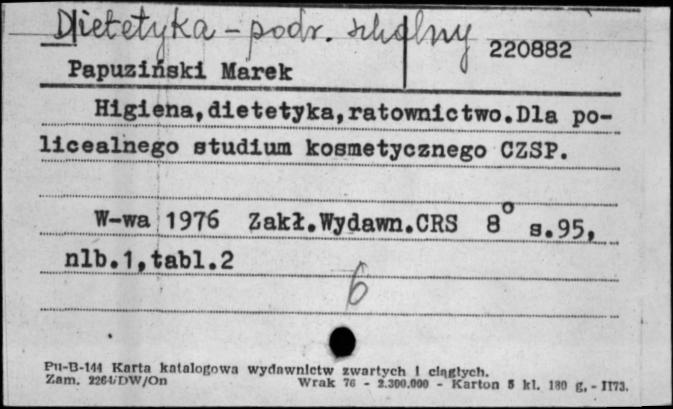 Dietetyka - podr. szkolny
220882
Papuziński Marek
Higiena,dietetyka,ratownictwo.Dla po-
licealnego studium kosmetycznego CZSP.
W-wa 1976 Zakł.Wydawn.CRS 8° s.95,
nlb.1,tabl.2
6
Pu-B-144 Karta katalogowa wydawnictw zwartych i ciągłych.
Zam. 2264/DW/On Wrak 76 - 2.300.000 - Karton 5 kl. 180 g. - II73.